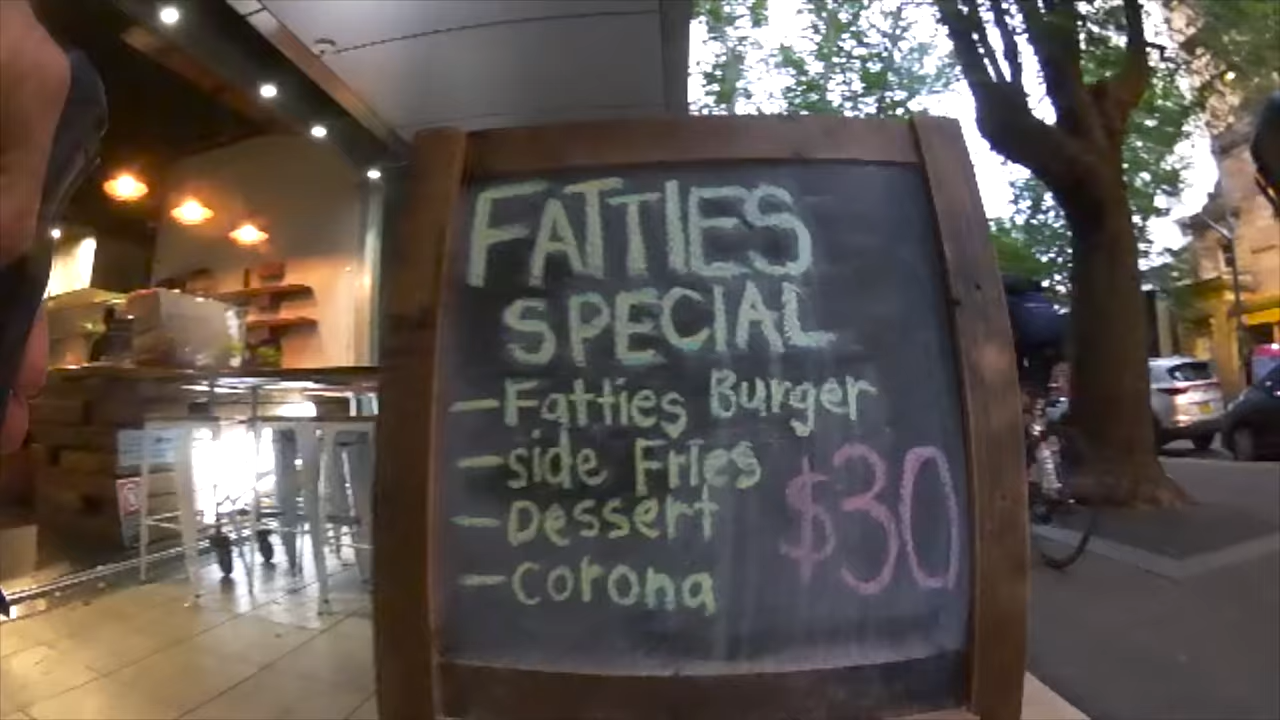 FATTIES
SPECIAL
-Fatties Burger
-side Fries
-Dessert
-corona
$30